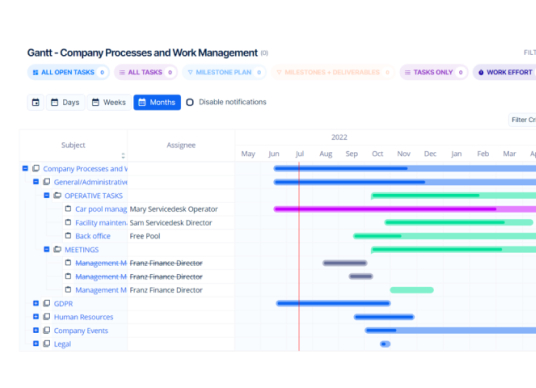 Gantt - Company Processes and Work Management (0)
FILT
ALL OPEN TASKS 0 ALL TASKS 0 MILESTONE PLAN 0 MILESTONES + DELIVERABLES 0 TASKS ONLY 0 WORK EFFORT
Days Weeks Months Disable notifications
Filter Cr
2022
Subject Assignee
May Jun Jul Aug Sep Oct Nov Dec Jan Feb Mar Ap
Company Processes and W
General/Administrative
OPERATIVE TASKS
Car pool manag Mary Servicedesk Operator
Facility mainten. Sam Servicedesk Director
Back office Free Pool
MEETINGS
Management M Franz Finance Director
Management M Franz Finance Director
Management M Franz Finance Director
GDPR
Human Resources
Company Events
Legal